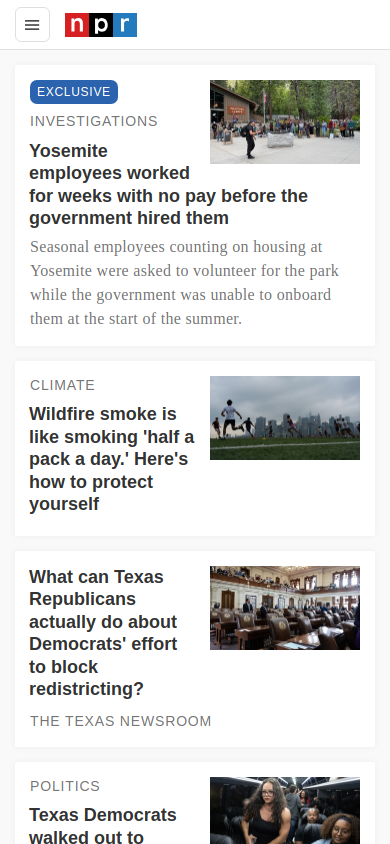 npr
EXCLUSIVE
INVESTIGATIONS
Yosemite
employees worked
for weeks with no pay before the
government hired them
Seasonal employees counting on housing at
Yosemite were asked to volunteer for the park
while the government was unable to onboard
them at the start of the summer.
CLIMATE
Wildfire smoke is
like smoking 'half a
pack a day.' Here's
how to protect
yourself
What can Texas
Republicans
actually do about
Democrats' effort
to block
redistricting?
THE TEXAS NEWSROOM
POLITICS
Texas Democrats
walked out to